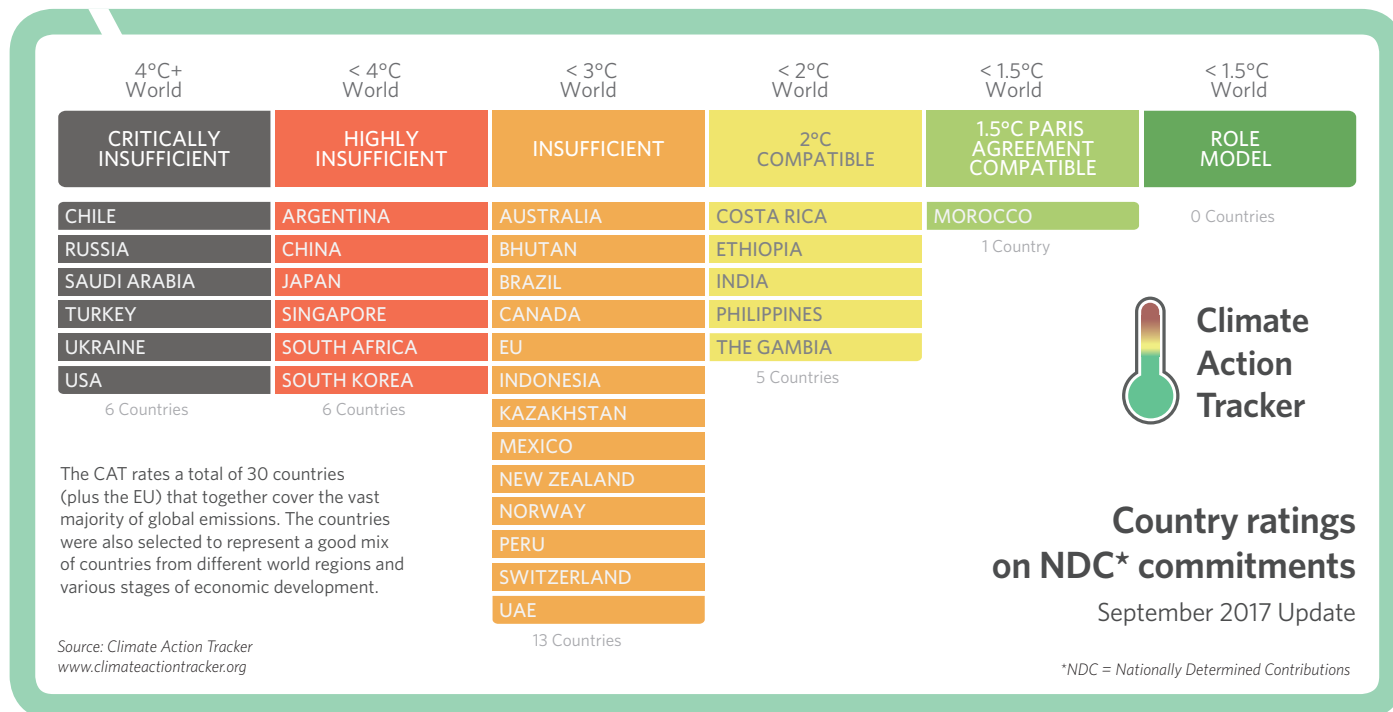 4°C+
World
< 4°C
World
< 3°C
World
< 2°C
World
< 1.5°C
World
< 1.5°C
World
CRITICALLY
INSUFFICIENT
HIGHLY
INSUFFICIENT
INSUFFICIENT
2°C
COMPATIBLE
1.5°C PARIS
AGREEMENT
COMPATIBLE
ROLE
MODEL
CHILE
RUSSIA
SAUDI ARABIA
TURKEY
UKRAINE
USA
6 Countries
ARGENTINA
CHINA
JAPAN
SINGAPORE
SOUTH AFRICA
SOUTH KOREA
6 Countries
AUSTRALIA
BHUTAN
BRAZIL
CANADA
EU
INDONESIA
KAZAKHSTAN
MEXICO
NEW ZEALAND
NORWAY
PERU
SWITZERLAND
UAE
13 Countries
COSTA RICA
ETHIOPIA
INDIA
PHILIPPINES
THE GAMBIA
5 Countries
MOROCCO
1 Country
0 Countries
Climate
Action
Tracker
The CAT rates a total of 30 countries
(plus the EU) that together cover the vast
majority of global emissions. The countries
were also selected to represent a good mix
of countries from different world regions and
various stages of economic development.
Source: Climate Action Tracker
www.climateactiontracker.org
Country ratings
on NDC* commitments
September 2017 Update
*NDC = Nationally Determined Contributions